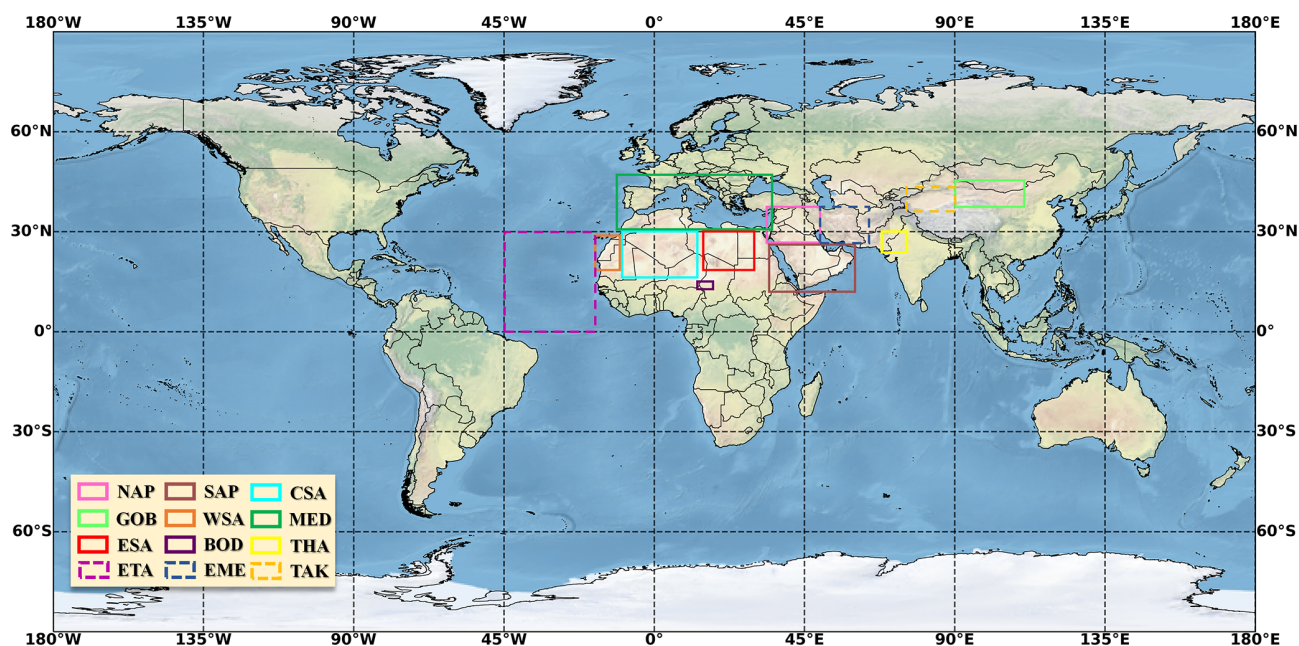 180°W 135°W 90°W 45°W 0° 45°E 90°E 135°E 180°E
60°N 60°N
30°N 30°N
0° 0°
30°S 30°S
60°S 60°S
NAP SAP CSA
GOB WSA MED
ESA BOD THA
ETA EME TAK
180°W 135°W 90°W 45°W 0° 45°E 90°E 135°E 180°E